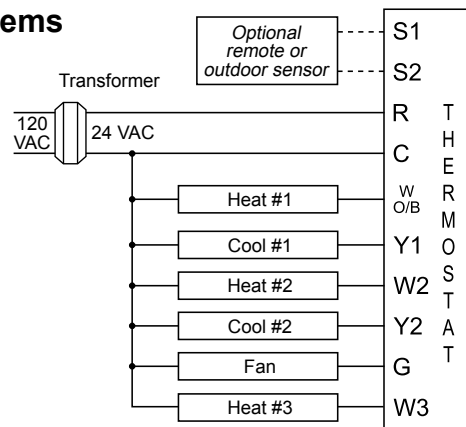 ems
Optional
remote or
outdoor sensor
S1
S2
Transformer
120
VAC
24 VAC
R
C
Heat #1
W
O/B
Cool #1
Y1
Heat #2
W2
Cool #2
Y2
Fan
G
Heat #3
W3
THERMOSTAT